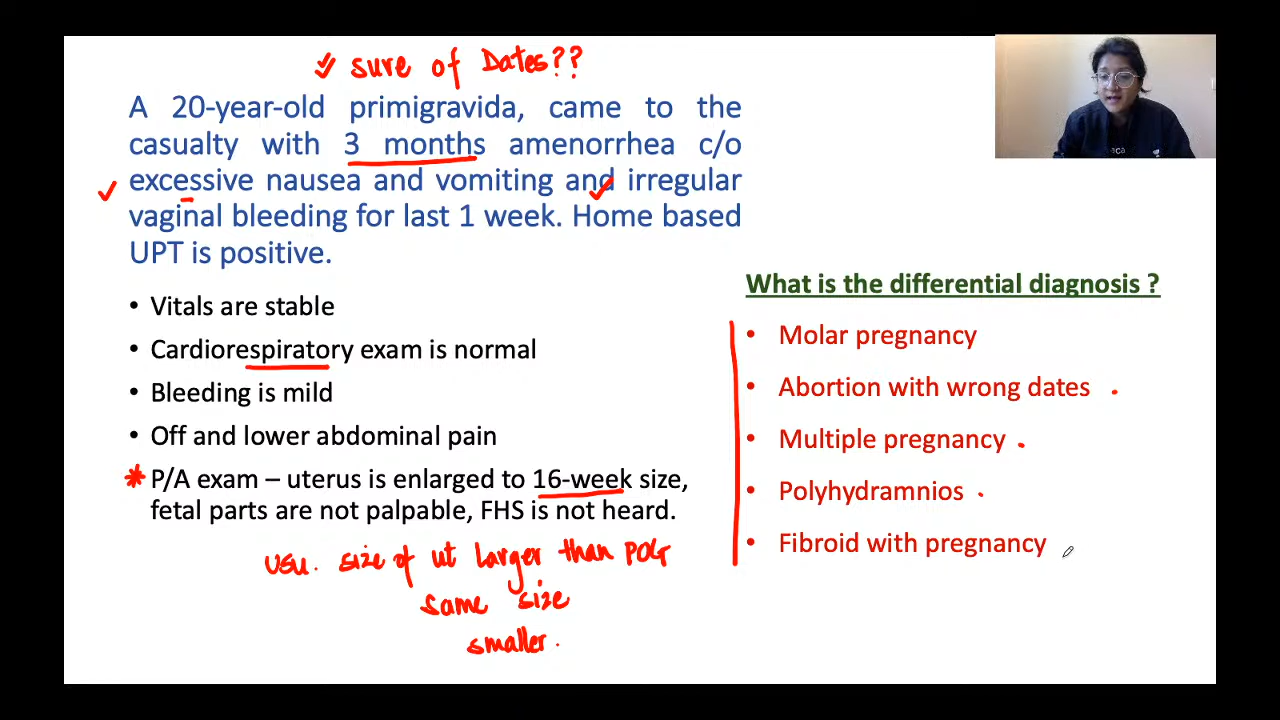 sure of Dates??
A 20-year-old primigravida, came to the
casualty with 3 months amenorrhea c/o
excessive nausea and vomiting and irregular
vaginal bleeding for last 1 week. Home based
UPT is positive.
• Vitals are stable
• Cardiorespiratory exam is normal
• Bleeding is mild
• Off and lower abdominal pain
* P/A exam – uterus is enlarged to 16-week size,
fetal parts are not palpable, FHS is not heard.
usu. size of ut larger than POG
same size
smaller.
What is the differential diagnosis ?
• Molar pregnancy
• Abortion with wrong dates
• Multiple pregnancy
• Polyhydramnios
• Fibroid with pregnancy